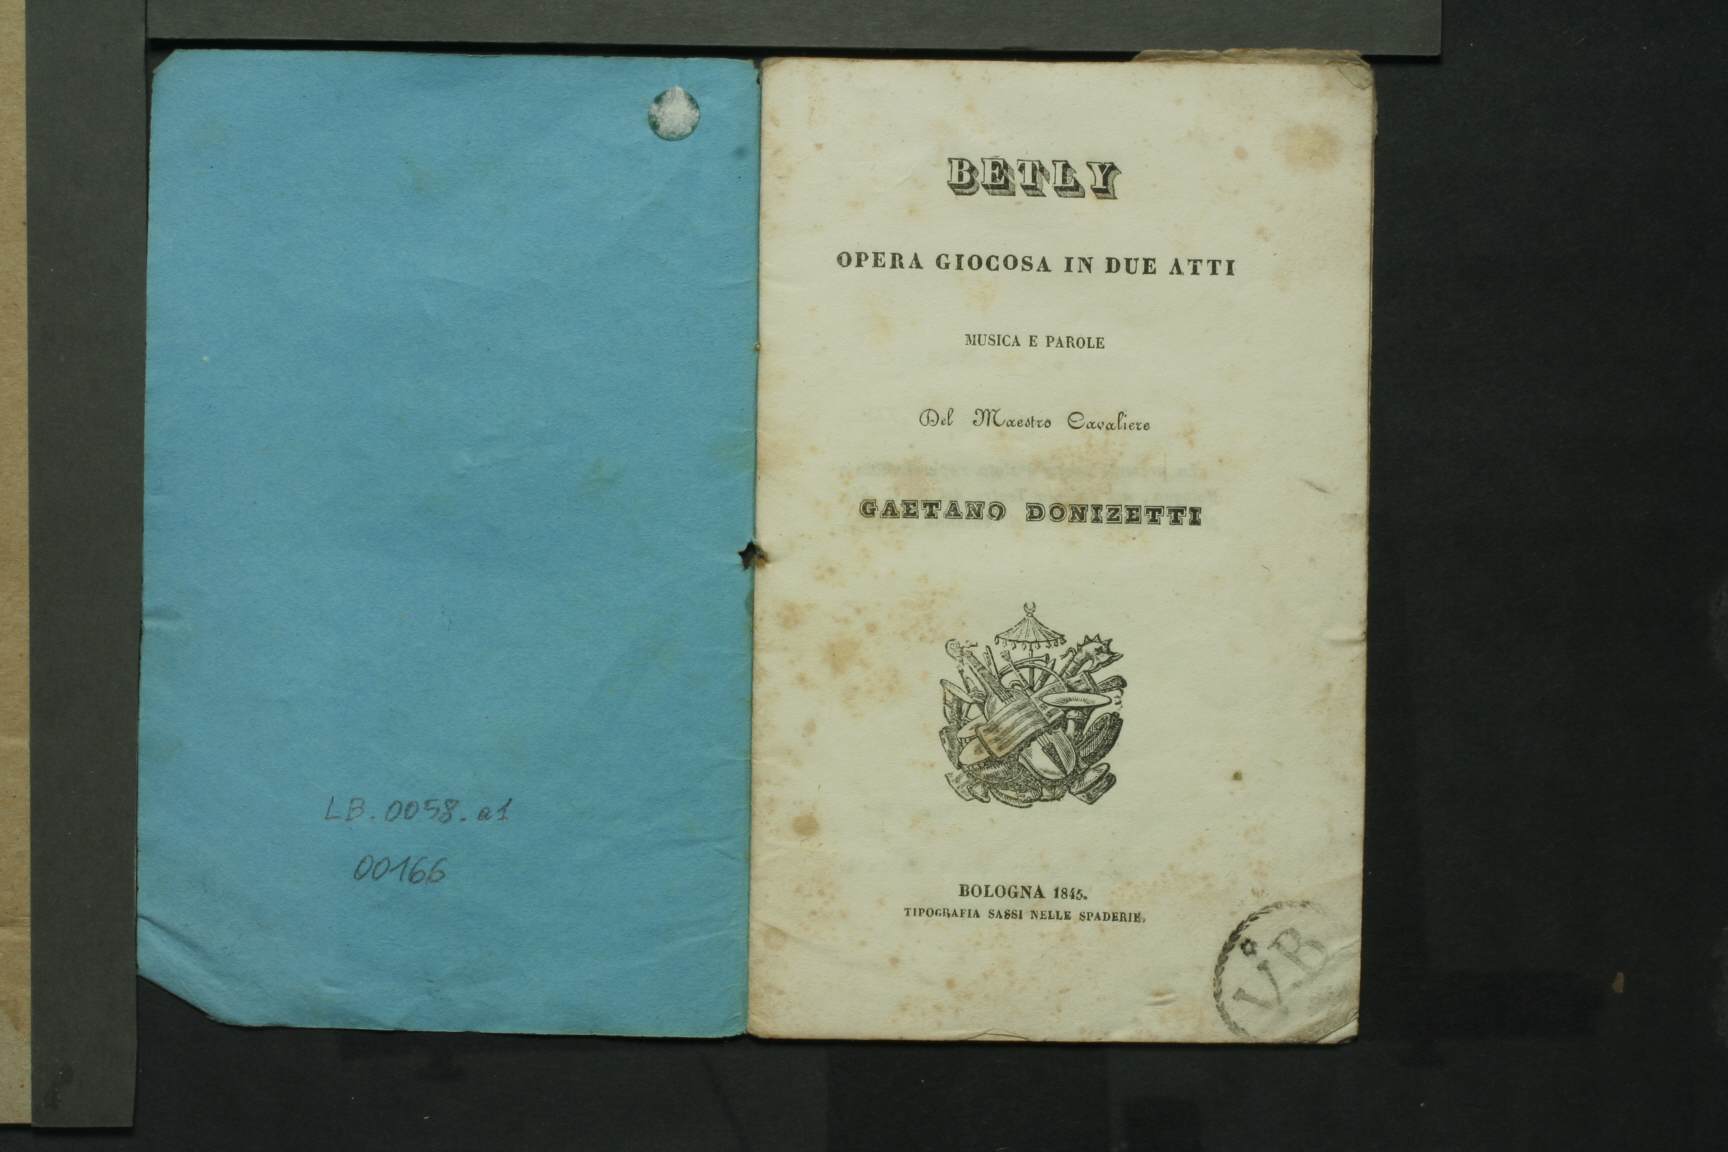 LB.0058.a1
00166
BETLY
OPERA GIOCOSA IN DUE ATTI
MUSICA E PAROLE
Del Maestro Cavaliere
GAETANO DONIZETTI
BOLOGNA 1845.
TIPOGRAFIA SASSI NELLE SPADERIE.
VB